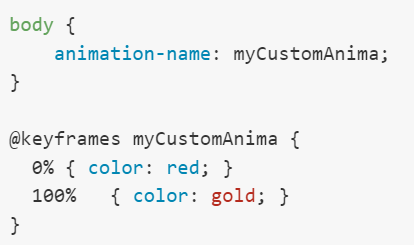 body {
    animation-name: myCustomAnima;
}

@keyframes myCustomAnima {
  0% { color: red; }
  100%   { color: gold; }
}